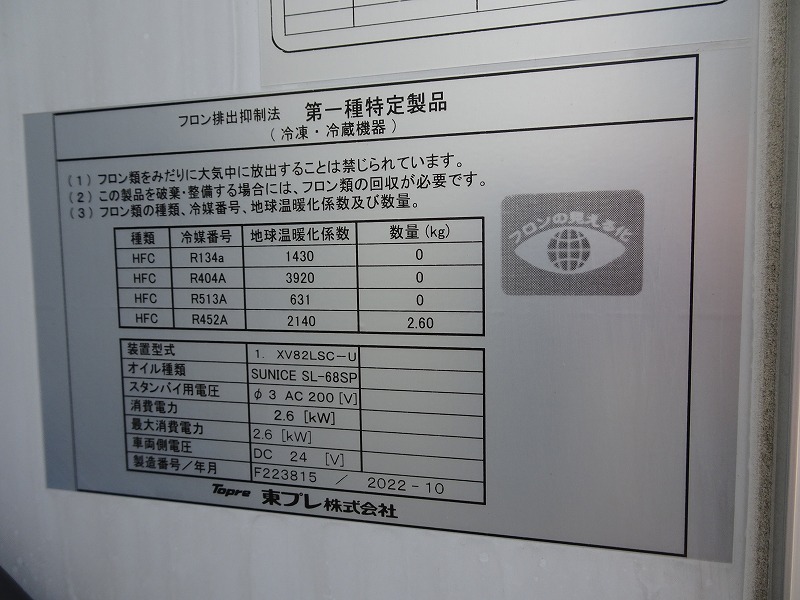 フロン排出抑制法 第一種特定製品
(冷凍・冷蔵機器)
(1) フロン類をみだりに大気中に放出することは禁じられています。
(2) この製品を破棄・整備する場合には、フロン類の回収が必要です。
(3) フロン類の種類、冷媒番号、地球温暖化係数及び数量。
フロンの見える化
種類 冷媒番号 地球温暖化係数 数量(kg)
HFC R134a 1430 0
HFC R404A 3920 0
HFC R513A 631 0
HFC R452A 2140 2.60
装置型式 1. XV82LSC-U
オイル種類 SUNICE SL-68SP
スタンバイ用電圧 φ3 AC 200 [V]
消費電力 2.6 [kW]
最大消費電力 2.6 [kW]
車両側電圧 DC 24 [V]
製造番号/年月 F223815 / 2022-10
Topre 東プレ株式会社